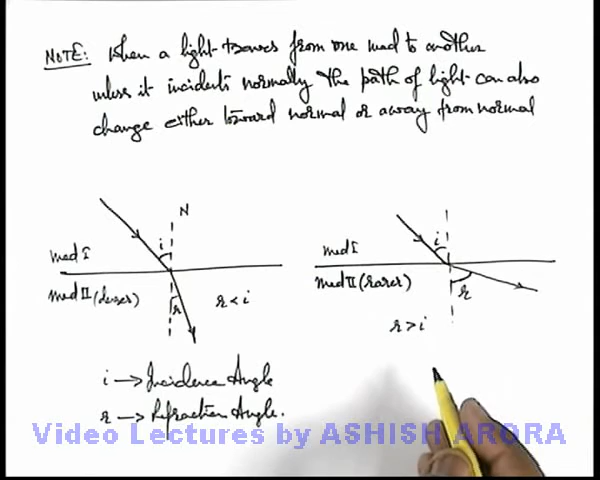 NOTE: When a light travels from one med to another
unless it incidents normally the path of light can also
change either toward normal or away from normal
N
i
med I
med II (denser)
r
r < i
i
med I
med II (rarer)
r
r > i
i → Incidence Angle
r → Refraction Angle.
Video Lectures by ASHISH ARORA